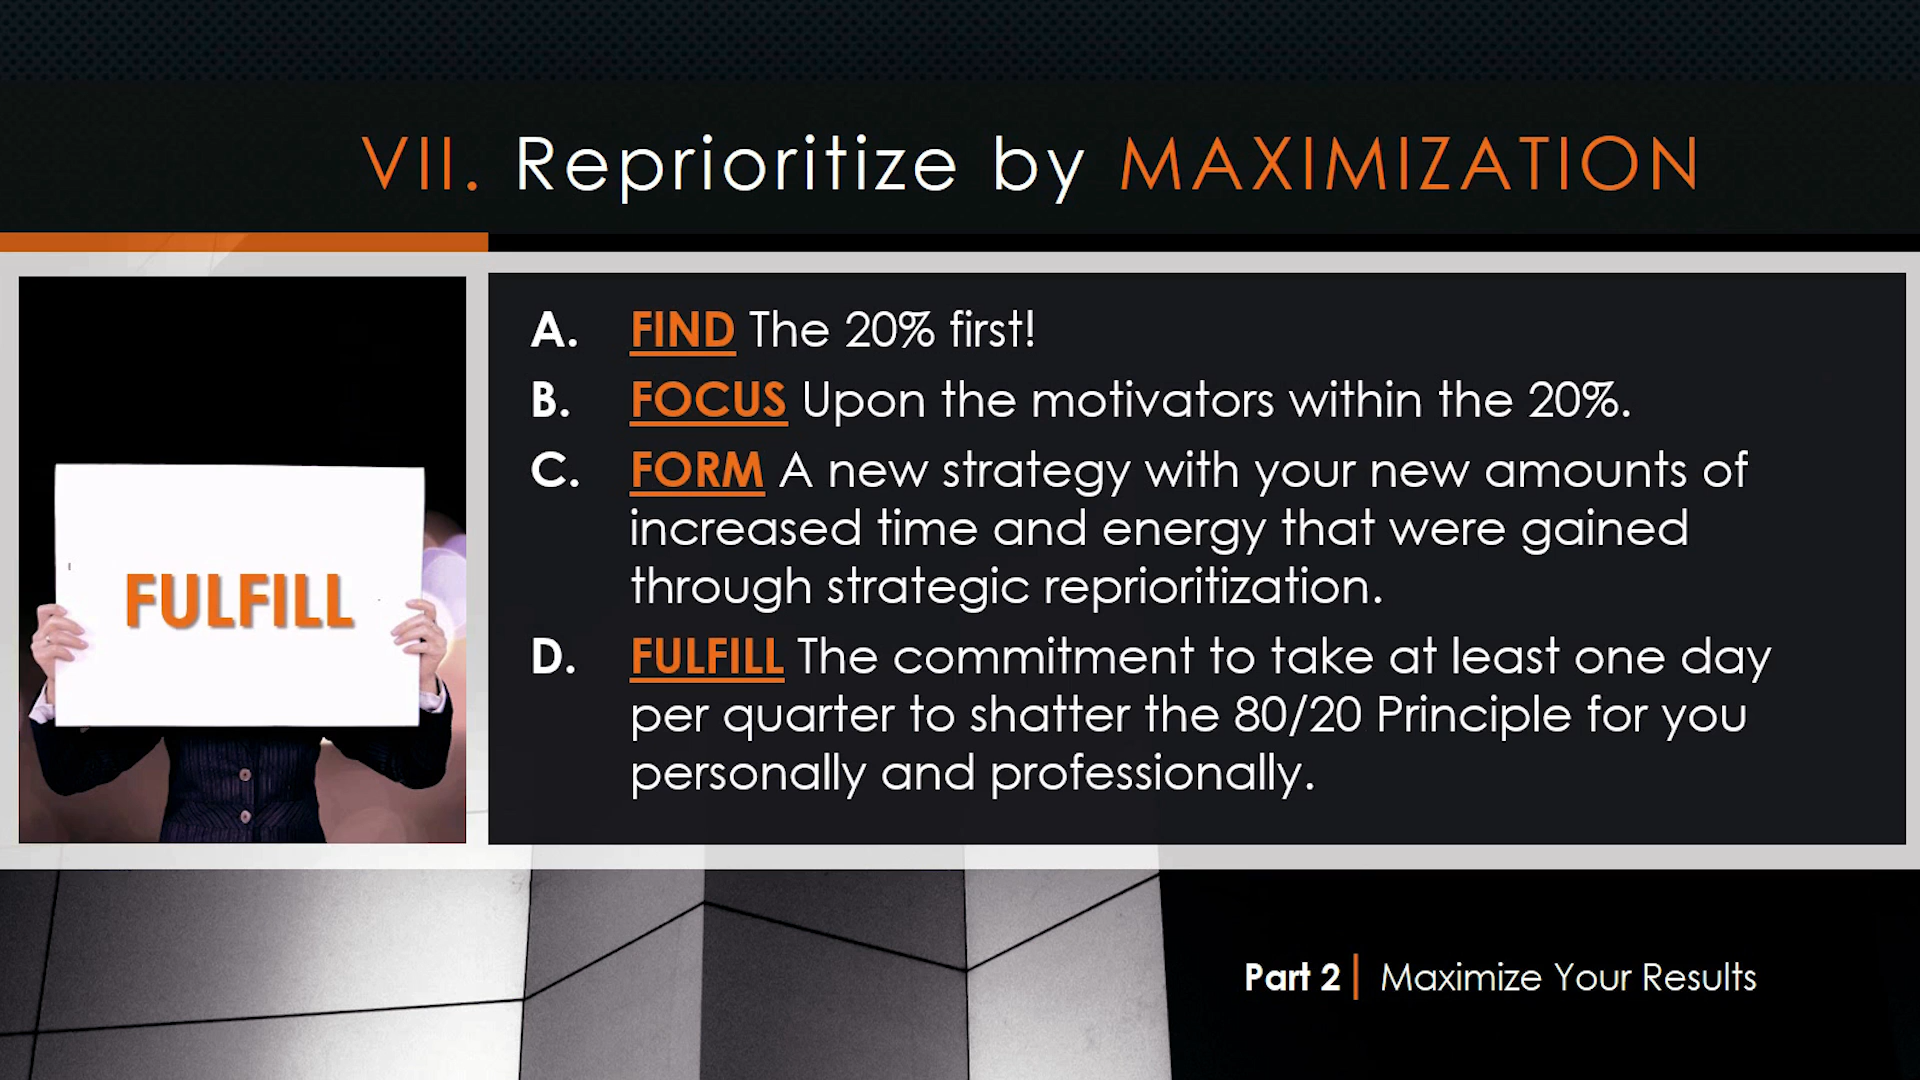 VII. Reprioritize by MAXIMIZATION
FULFILL
A. FIND The 20% first!
B. FOCUS Upon the motivators within the 20%.
C. FORM A new strategy with your new amounts of
increased time and energy that were gained
through strategic reprioritization.
D. FULFILL The commitment to take at least one day
per quarter to shatter the 80/20 Principle for you
personally and professionally.
Part 2 | Maximize Your Results